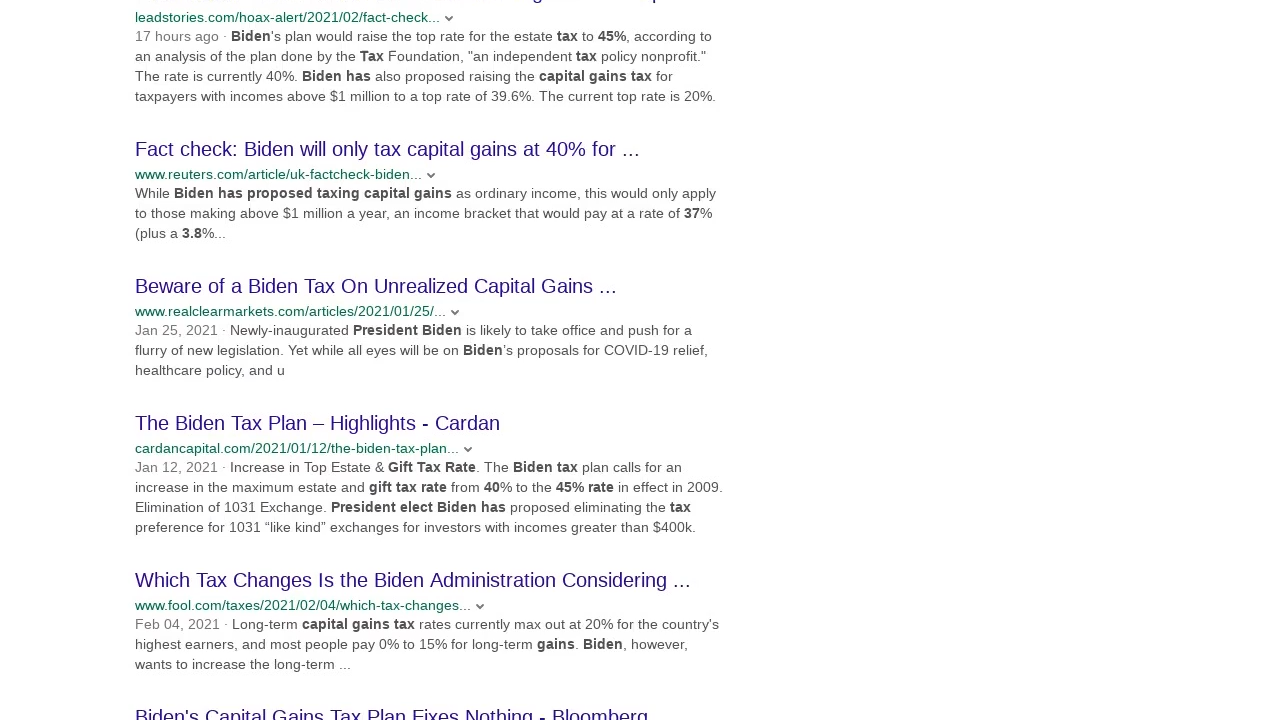 leadstories.com/hoax-alert/2021/02/fact-check...
17 hours ago · Biden's plan would raise the top rate for the estate tax to 45%, according to
an analysis of the plan done by the Tax Foundation, "an independent tax policy nonprofit."
The rate is currently 40%. Biden has also proposed raising the capital gains tax for
taxpayers with incomes above $1 million to a top rate of 39.6%. The current top rate is 20%.
Fact check: Biden will only tax capital gains at 40% for ...
www.reuters.com/article/uk-factcheck-biden...
While Biden has proposed taxing capital gains as ordinary income, this would only apply
to those making above $1 million a year, an income bracket that would pay at a rate of 37%
(plus a 3.8%...
Beware of a Biden Tax On Unrealized Capital Gains ...
www.realclearmarkets.com/articles/2021/01/25/...
Jan 25, 2021 · Newly-inaugurated President Biden is likely to take office and push for a
flurry of new legislation. Yet while all eyes will be on Biden's proposals for COVID-19 relief,
healthcare policy, and u
The Biden Tax Plan – Highlights - Cardan
cardancapital.com/2021/01/12/the-biden-tax-plan...
Jan 12, 2021 · Increase in Top Estate & Gift Tax Rate. The Biden tax plan calls for an
increase in the maximum estate and gift tax rate from 40% to the 45% rate in effect in 2009.
Elimination of 1031 Exchange. President elect Biden has proposed eliminating the tax
preference for 1031 “like kind” exchanges for investors with incomes greater than $400k.
Which Tax Changes Is the Biden Administration Considering ...
www.fool.com/taxes/2021/02/04/which-tax-changes...
Feb 04, 2021 · Long-term capital gains tax rates currently max out at 20% for the country's
highest earners, and most people pay 0% to 15% for long-term gains. Biden, however,
wants to increase the long-term ...
Biden's Capital Gains Tax Plan Fixes Nothing - Bloomberg